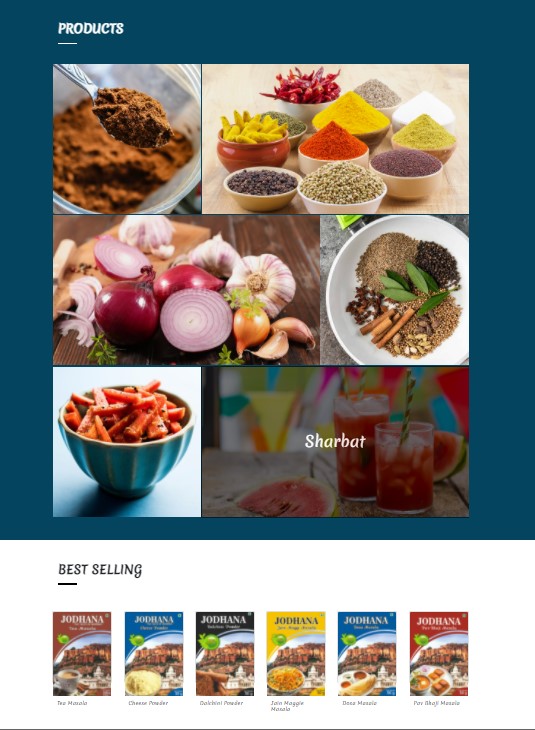 PRODUCTS
Sharbat
BEST SELLING
JODHANA JODHANA JODHANA JODHANA JODHANA JODHANA
Tea Masala Cheese Powder Dalchini Powder Jain Maggie Masala Dosa Masala Pav Bhaji Masala
Tea Masala
Cheese Powder
Dalchini Powder
Jain Maggie
Masala
Dosa Masala
Pav Bhaji Masala